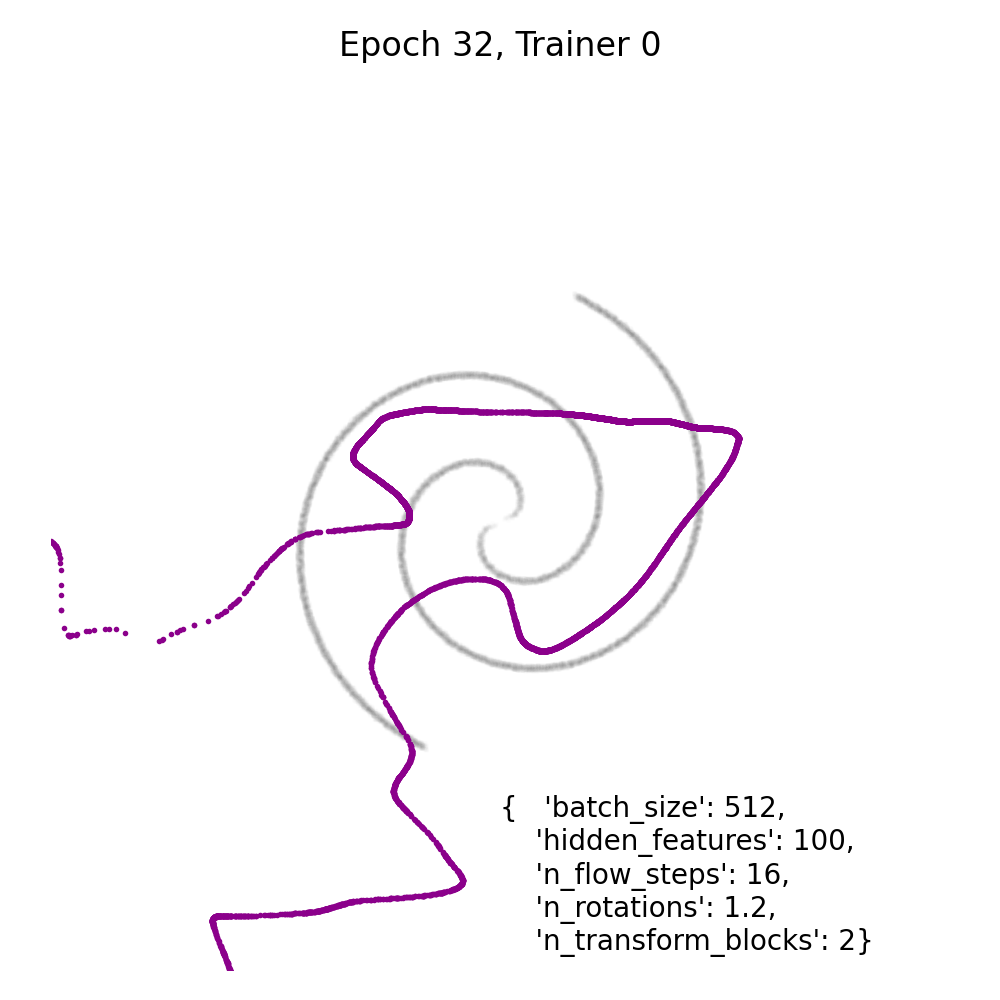 Epoch 32, Trainer 0
{   'batch_size': 512,
'hidden_features': 100,
'n_flow_steps': 16,
'n_rotations': 1.2,
'n_transform_blocks': 2}